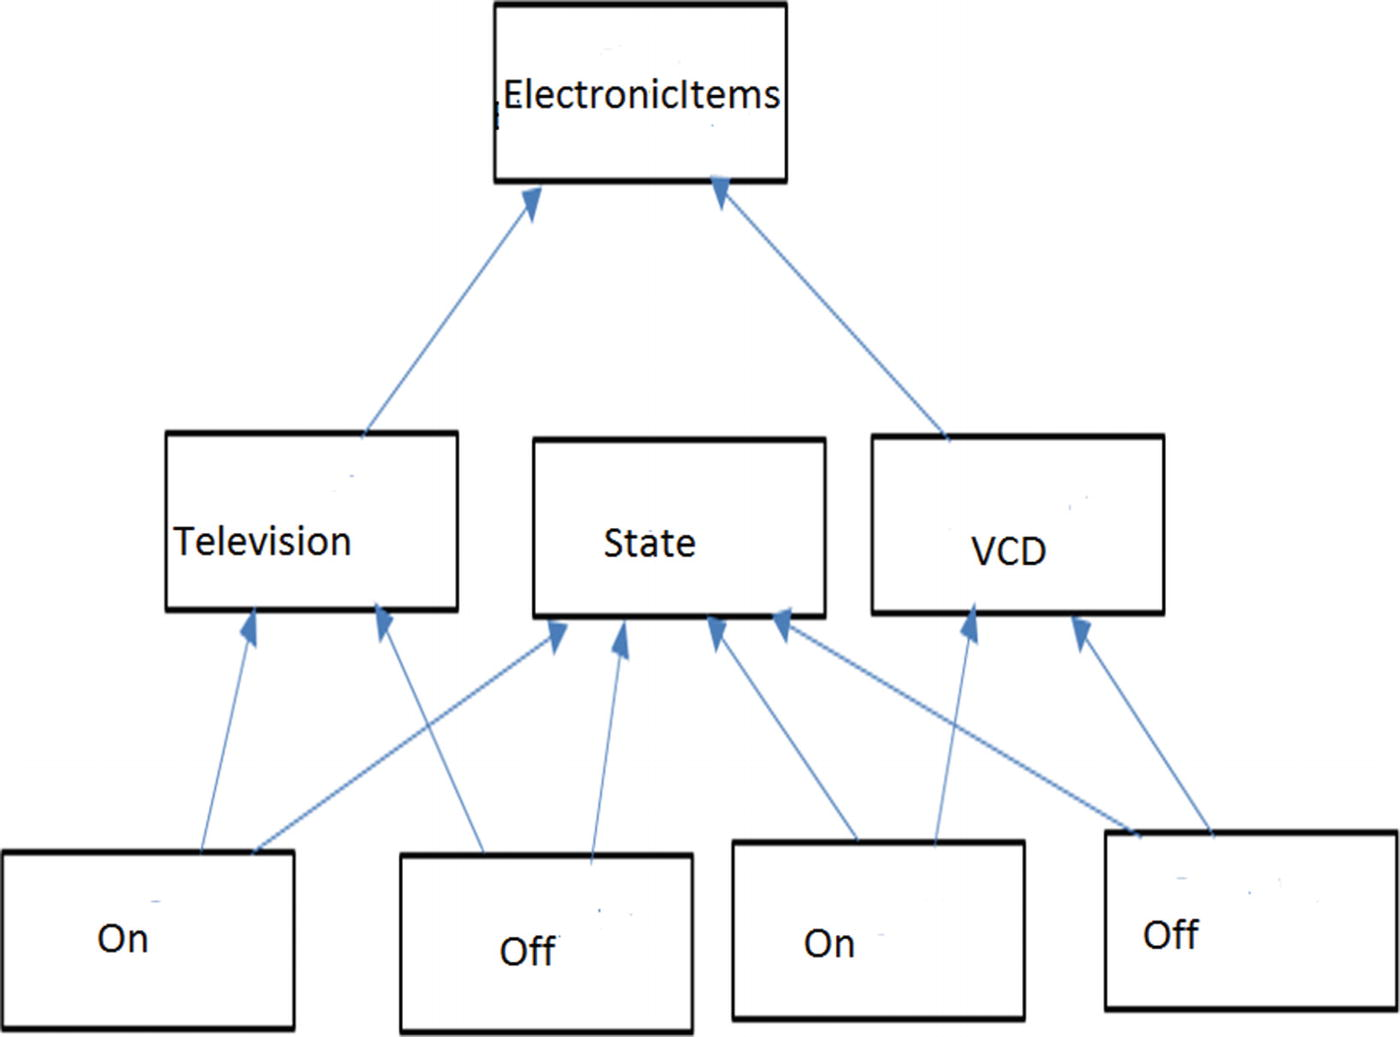 ElectronicItems
Television
State
VCD
On
Off
On
Off